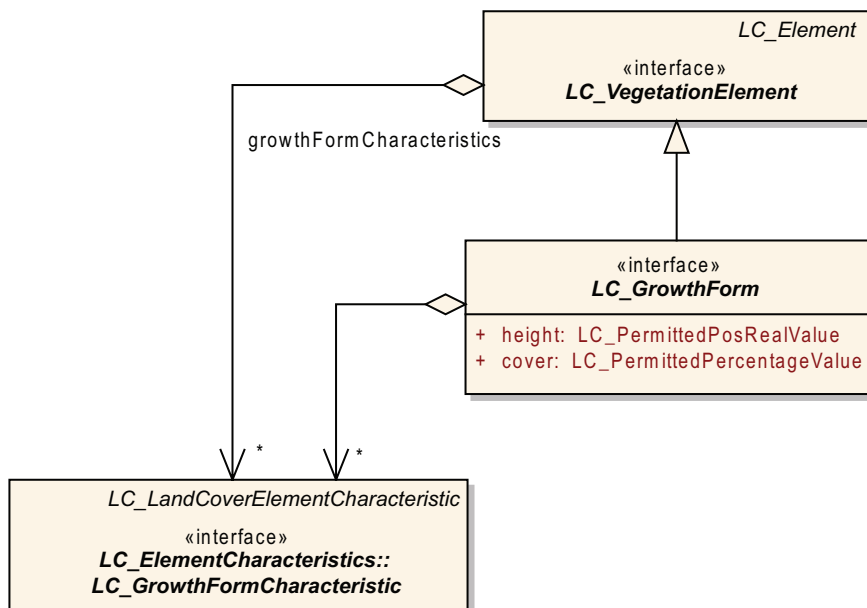 LC_Element
«interface»
LC_VegetationElement
growthFormCharacteristics
«interface»
LC_GrowthForm
+ height: LC_PermittedPosRealValue
+ cover: LC_PermittedPercentageValue
*
*
LC_LandCoverElementCharacteristic
«interface»
LC_ElementCharacteristics::
LC_GrowthFormCharacteristic